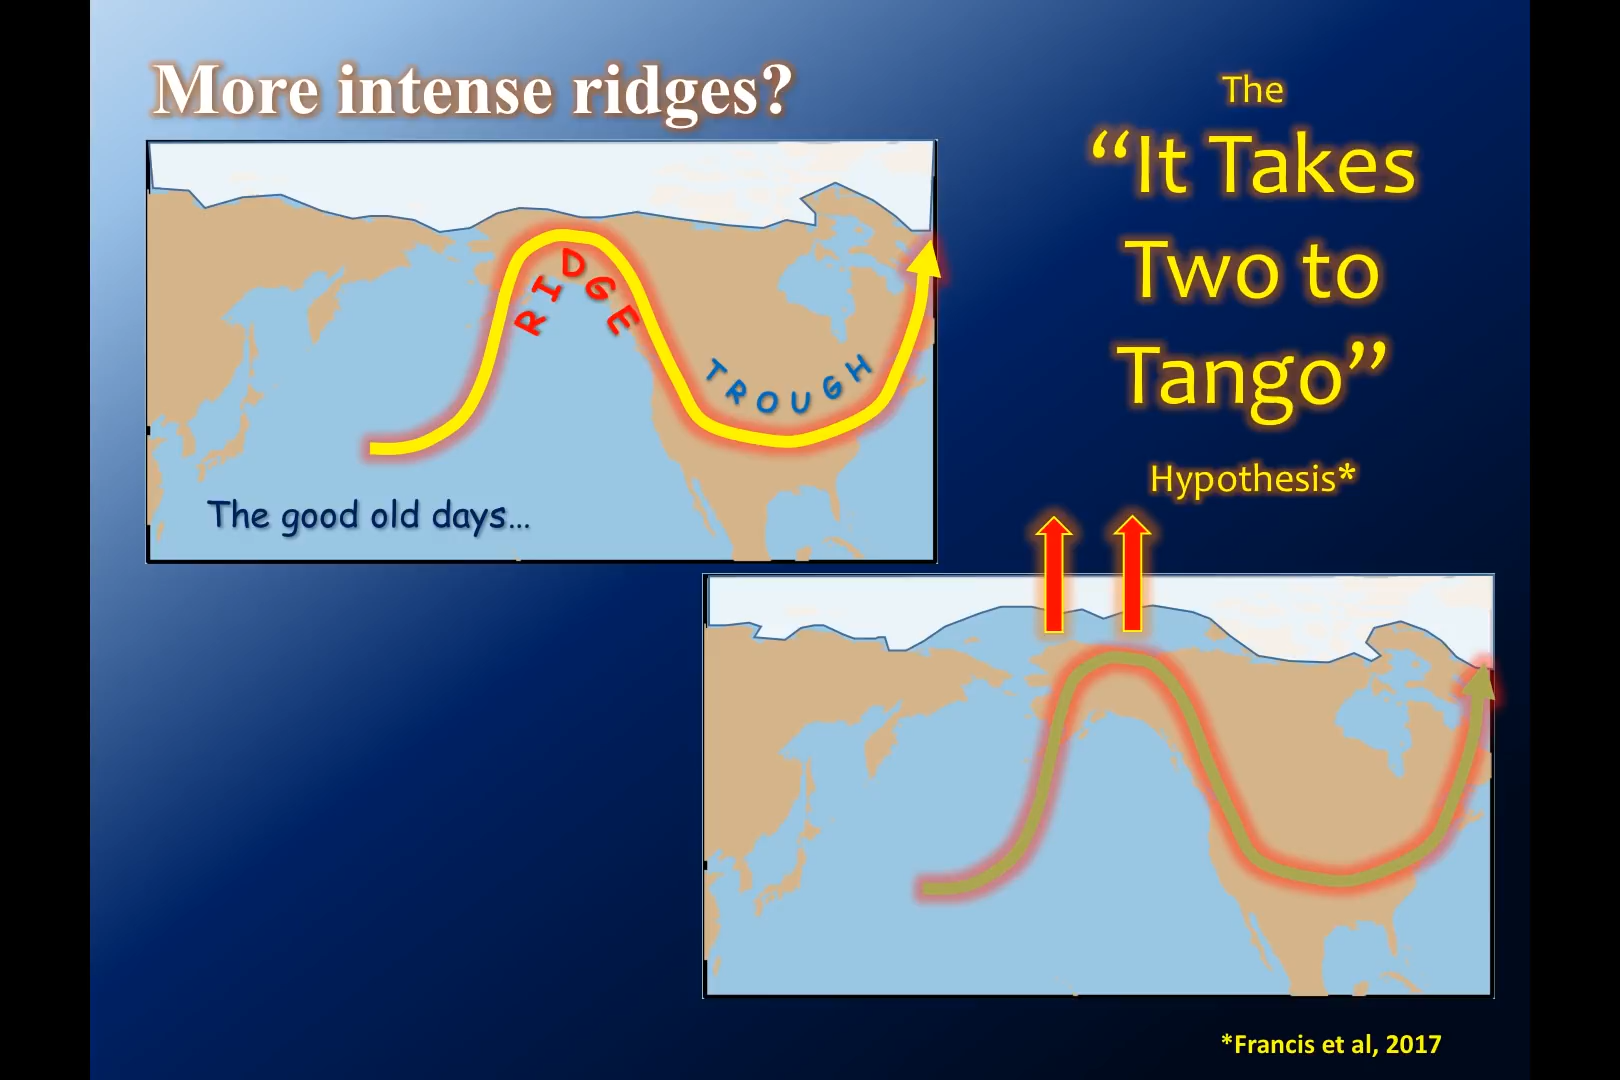 More intense ridges?
The
“It Takes
Two to
Tango”
Hypothesis*
RIDGE
TROUGH
The good old days…
*Francis et al, 2017